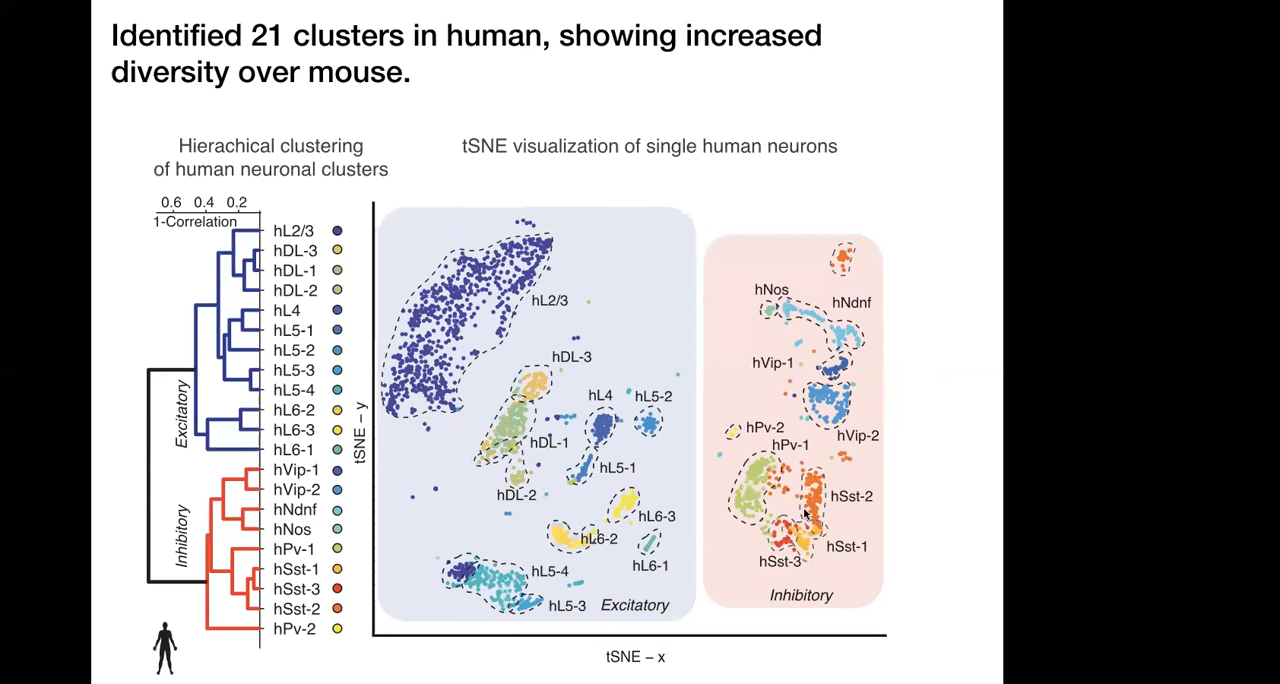 Identified 21 clusters in human, showing increased
diversity over mouse.
Hierachical clustering
of human neuronal clusters
tSNE visualization of single human neurons
0.6 0.4 0.2
1-Correlation
hL2/3
hDL-3
hDL-1
hDL-2
hL4
hL5-1
hL5-2
hL5-3
hL5-4
hL6-2
hL6-3
hL6-1
hVip-1
hVip-2
hNdnf
hNos
hPv-1
hSst-1
hSst-3
hSst-2
hPv-2
Excitatory
Inhibitory
tSNE – y
hL2/3
hDL-3
hL4
hL5-2
hDL-1
hL5-1
hDL-2
hL6-3
hL6-2
hL6-1
hL5-4
hL5-3
Excitatory
hNos
hNdnf
hVip-1
hVip-2
hPv-2
hPv-1
hSst-2
hSst-1
hSst-3
Inhibitory
tSNE – x